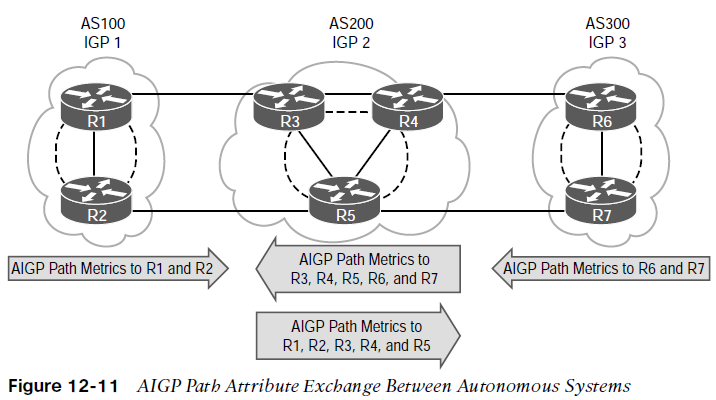 AS100
IGP 1
AS200
IGP 2
AS300
IGP 3
R1
R3
R4
R6
R2
R5
R7
AIGP Path Metrics to R1 and R2
AIGP Path Metrics to
R3, R4, R5, R6, and R7
AIGP Path Metrics to R6 and R7
AIGP Path Metrics to
R1, R2, R3, R4, and R5
Figure 12-11 AIGP Path Attribute Exchange Between Autonomous Systems